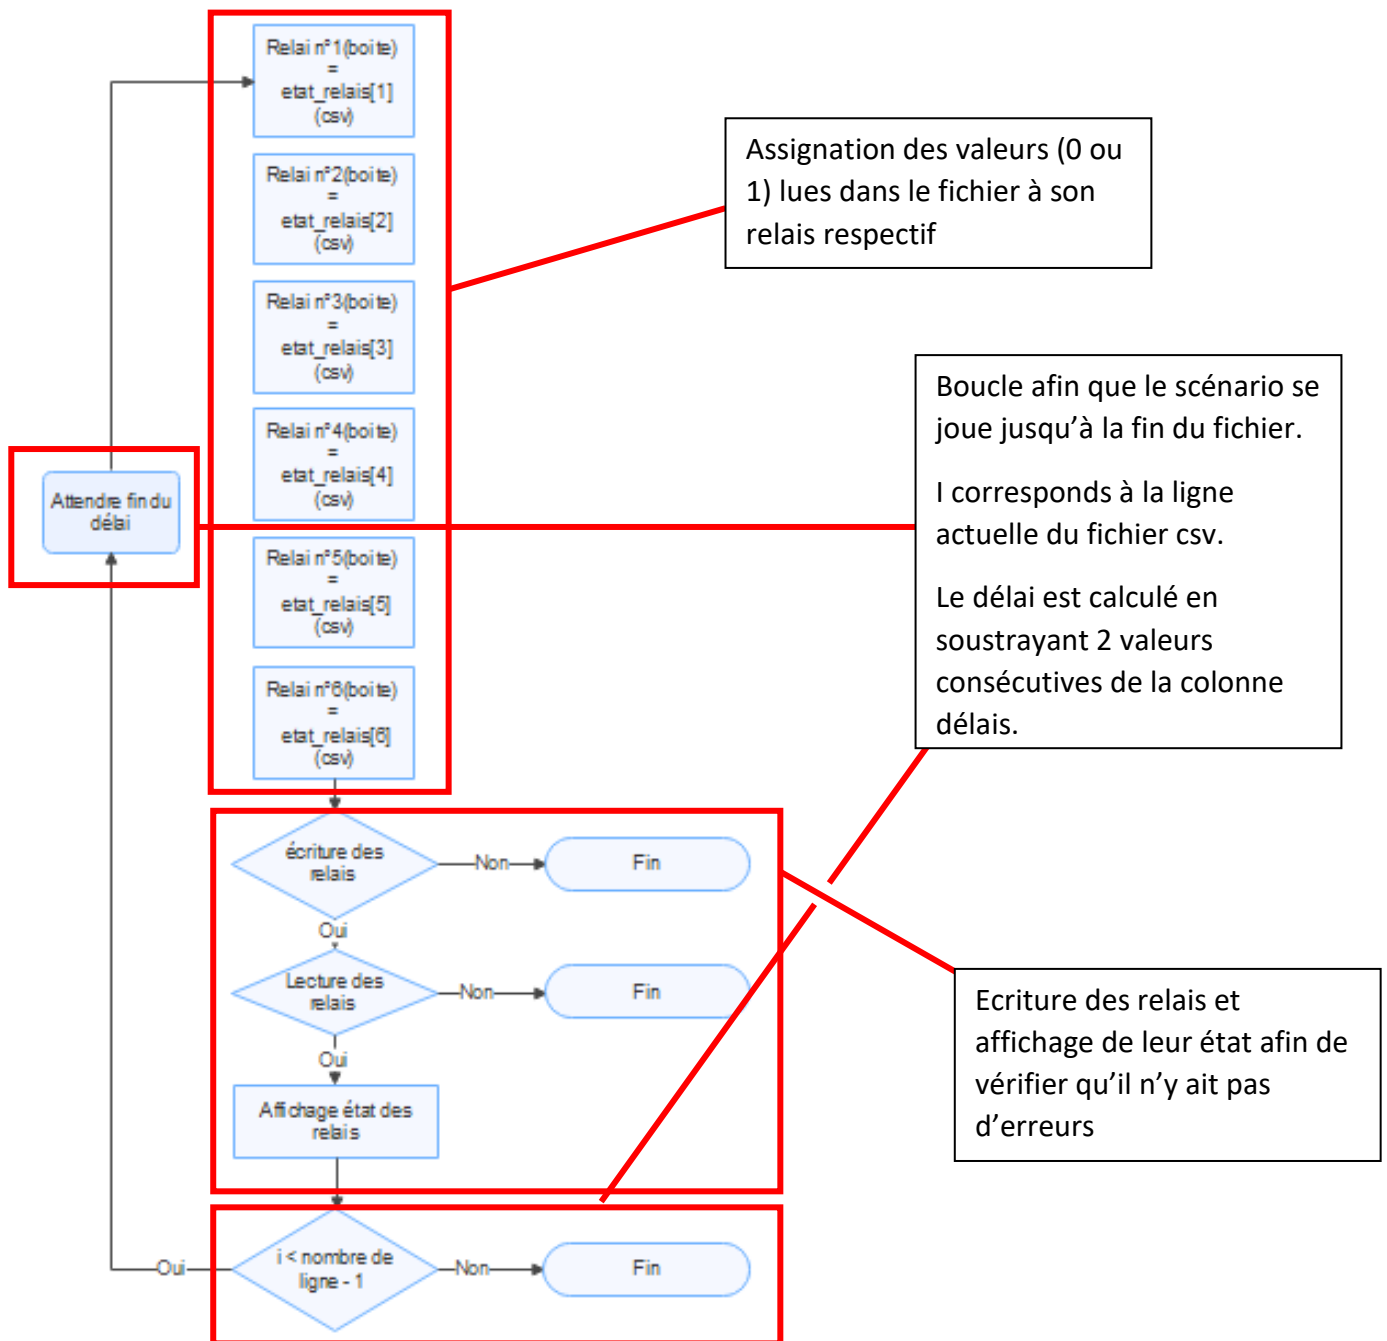 Relai n°1(boite)
=
etat_relais[1]
(csv)
Relai n°2(boite)
=
etat_relais[2]
(csv)
Relai n°3(boite)
=
etat_relais[3]
(csv)
Relai n°4(boite)
=
etat_relais[4]
(csv)
Relai n°5(boite)
=
etat_relais[5]
(csv)
Relai n°6(boite)
=
etat_relais[6]
(csv)
Attendre fin du
délai
Assignation des valeurs (0 ou
1) lues dans le fichier à son
relais respectif
Boucle afin que le scénario se
joue jusqu’à la fin du fichier.
I corresponds à la ligne
actuelle du fichier csv.
Le délai est calculé en
soustrayant 2 valeurs
consécutives de la colonne
délais.
écriture des
relais
Non
Fin
Oui
Lecture des
relais
Non
Fin
Oui
Affichage état des
relais
Ecriture des relais et
affichage de leur état afin de
vérifier qu’il n’y ait pas
d’erreurs
i < nombre de
ligne - 1
Oui
Non
Fin